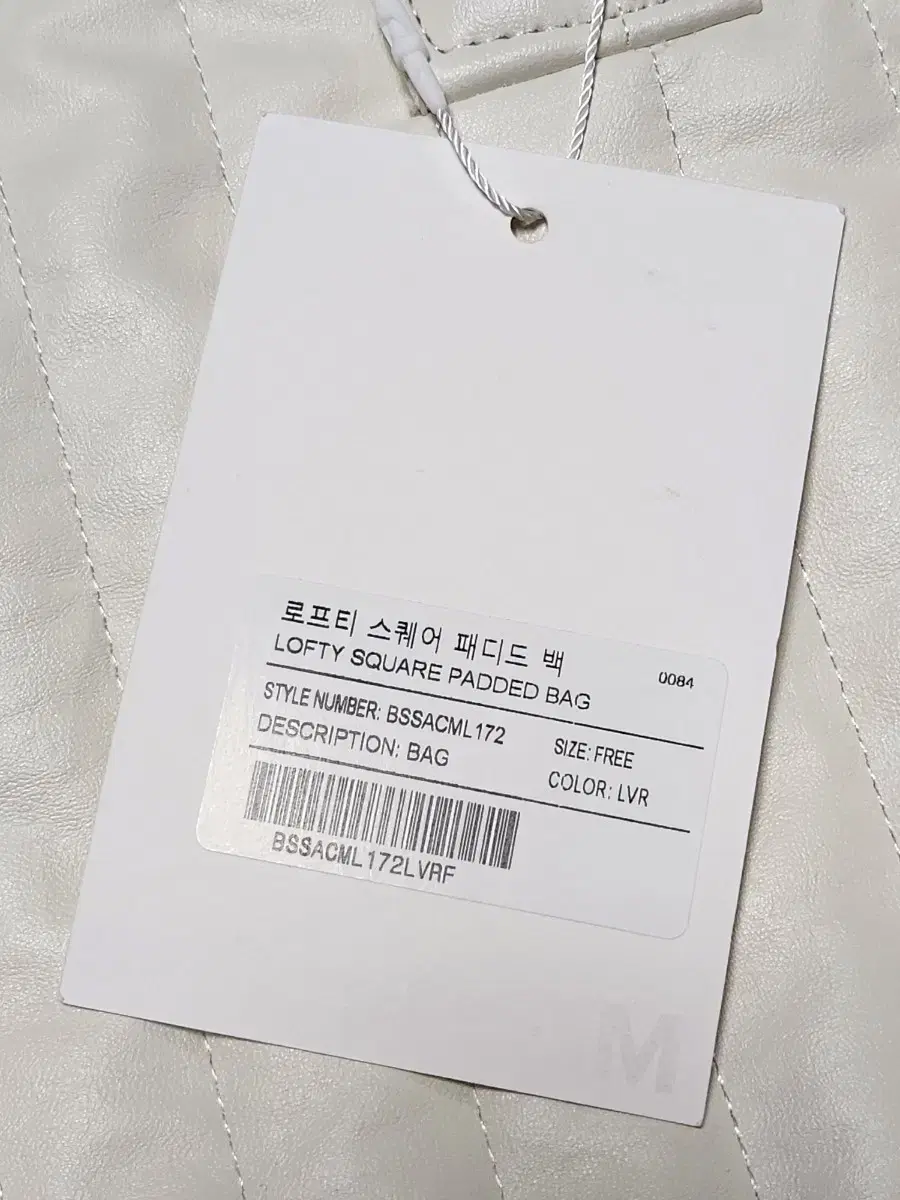 로프티 스퀘어 패디드 백
LOFTY SQUARE PADDED BAG
0084
STYLE NUMBER: BSSACML172
SIZE: FREE
DESCRIPTION: BAG
COLOR: LVR
BSSACML172LVRF
M